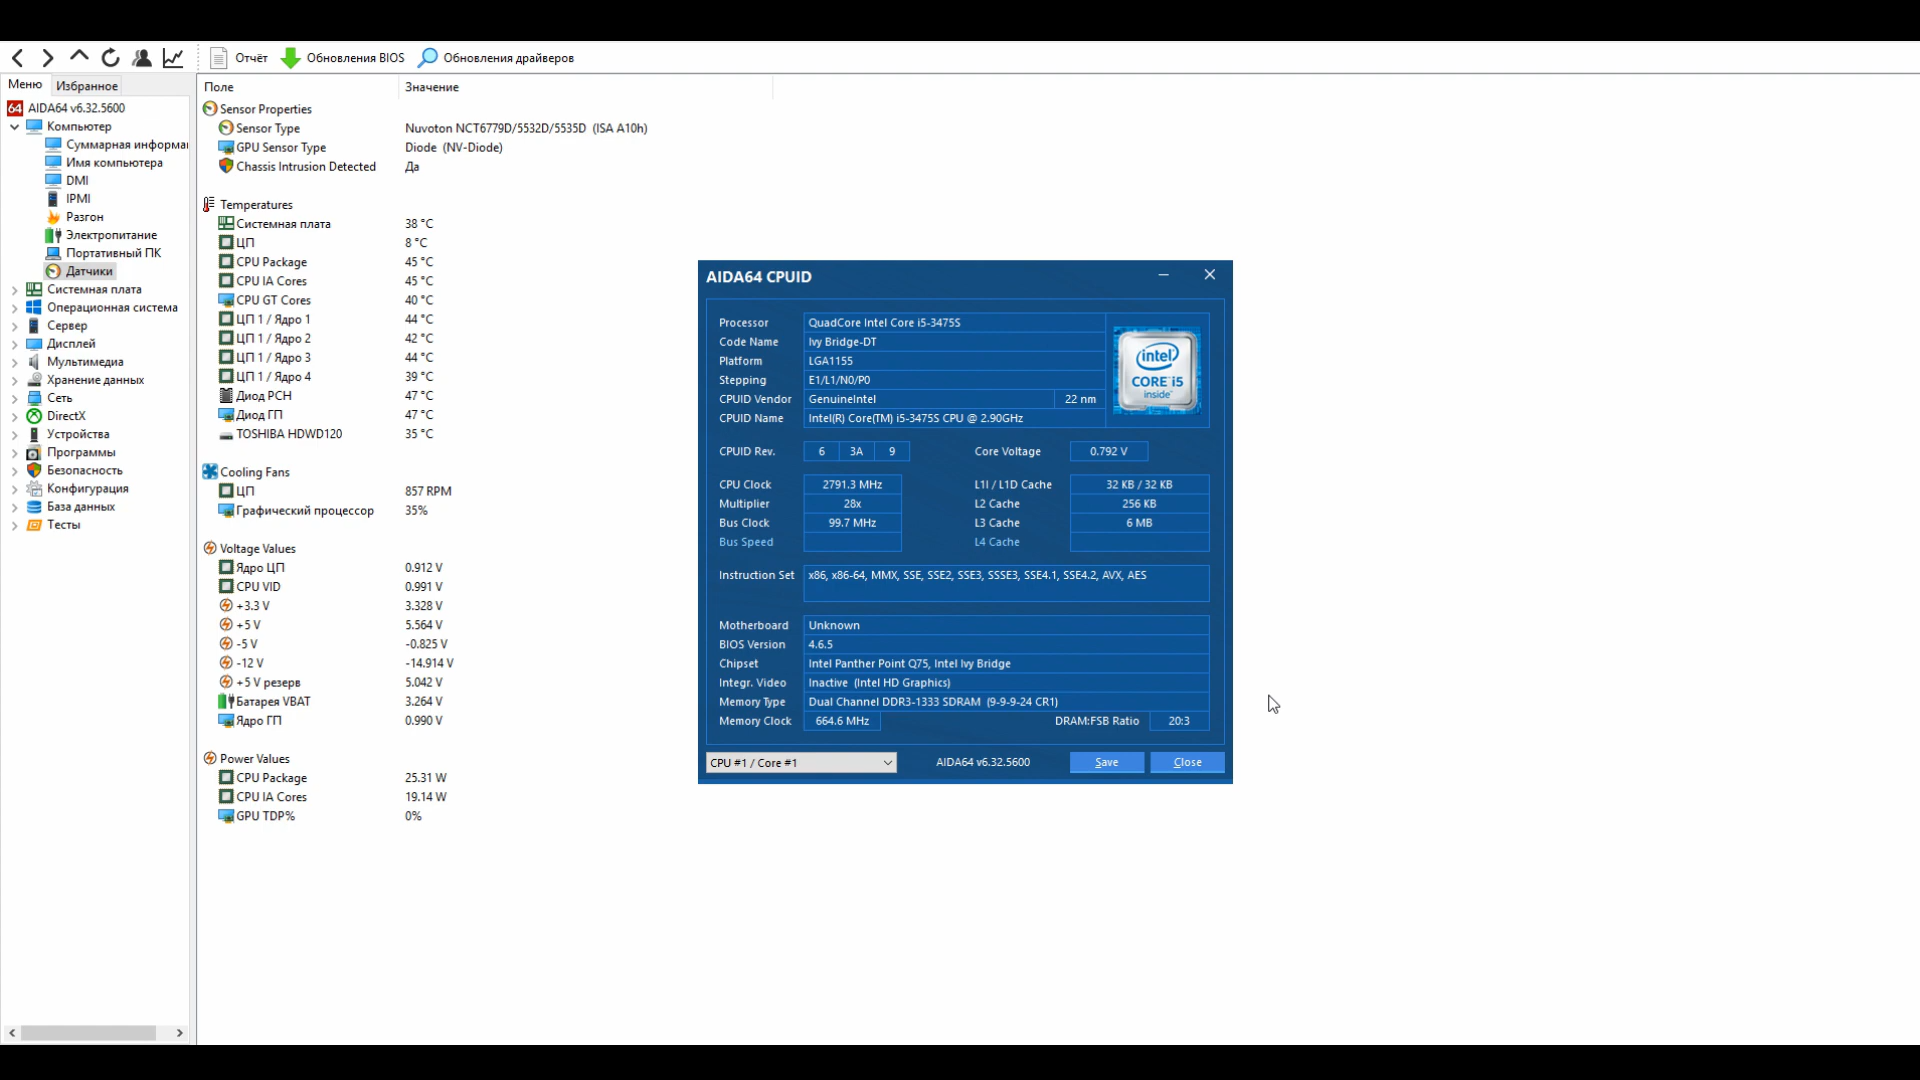 Отчёт Обновления BIOS Обновления драйверов
Меню Избранное
64 AIDA64 v6.32.5600
Компьютер
Суммарная информа
Имя компьютера
DMI
IPMI
Разгон
Электропитание
Портативный ПК
Датчики
Системная плата
Операционная система
Сервер
Дисплей
Мультимедиа
Хранение данных
Сеть
DirectX
Устройства
Программы
Безопасность
Конфигурация
База данных
Тесты
Поле Значение
Sensor Properties
Sensor Type Nuvoton NCT6779D/5532D/5535D (ISA A10h)
GPU Sensor Type Diode (NV-Diode)
Chassis Intrusion Detected Да
Temperatures
Системная плата 38 °C
ЦП 8 °C
CPU Package 45 °C
CPU IA Cores 45 °C
CPU GT Cores 40 °C
ЦП 1 / Ядро 1 44 °C
ЦП 1 / Ядро 2 42 °C
ЦП 1 / Ядро 3 44 °C
ЦП 1 / Ядро 4 39 °C
Диод PCH 47 °C
Диод ГП 47 °C
TOSHIBA HDWD120 35 °C
Cooling Fans
ЦП 857 RPM
Графический процессор 35%
Voltage Values
Ядро ЦП 0.912 V
CPU VID 0.991 V
+3.3 V 3.328 V
+5 V 5.564 V
-5 V -0.825 V
-12 V -14.914 V
+5 V резерв 5.042 V
Батарея VBAT 3.264 V
Ядро ГП 0.990 V
Power Values
CPU Package 25.31 W
CPU IA Cores 19.14 W
GPU TDP% 0%
AIDA64 CPUID
Processor QuadCore Intel Core i5-3475S
Code Name Ivy Bridge-DT
Platform LGA1155
Stepping E1/L1/N0/P0
CPUID Vendor GenuineIntel 22 nm
CPUID Name Intel(R) Core(TM) i5-3475S CPU @ 2.90GHz
intel
CORE i5
inside™
CPUID Rev. 6 3A 9 Core Voltage 0.792 V
CPU Clock 2791.3 MHz L1I / L1D Cache 32 KB / 32 KB
Multiplier 28x L2 Cache 256 KB
Bus Clock 99.7 MHz L3 Cache 6 MB
Bus Speed L4 Cache
Instruction Set x86, x86-64, MMX, SSE, SSE2, SSE3, SSSE3, SSE4.1, SSE4.2, AVX, AES
Motherboard Unknown
BIOS Version 4.6.5
Chipset Intel Panther Point Q75, Intel Ivy Bridge
Integr. Video Inactive (Intel HD Graphics)
Memory Type Dual Channel DDR3-1333 SDRAM (9-9-9-24 CR1)
Memory Clock 664.6 MHz DRAM:FSB Ratio 20:3
CPU #1 / Core #1 AIDA64 v6.32.5600 Save Close